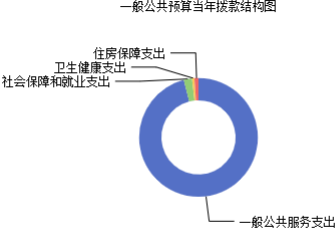 一般公共预算当年拨款结构图
住房保障支出
卫生健康支出
社会保障和就业支出
一般公共服务支出